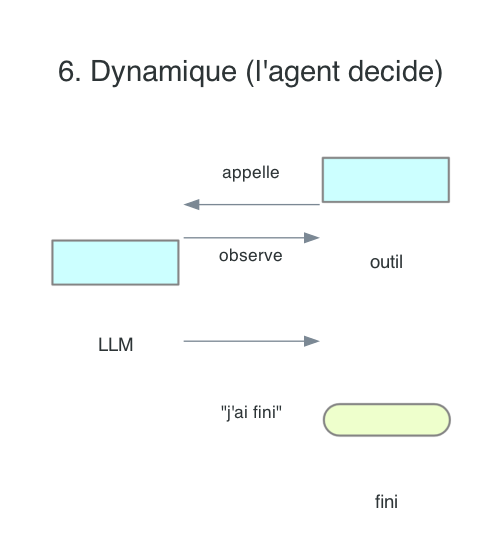 6. Dynamique (l'agent decide)
appelle
observe
outil
LLM
"j'ai fini"
fini